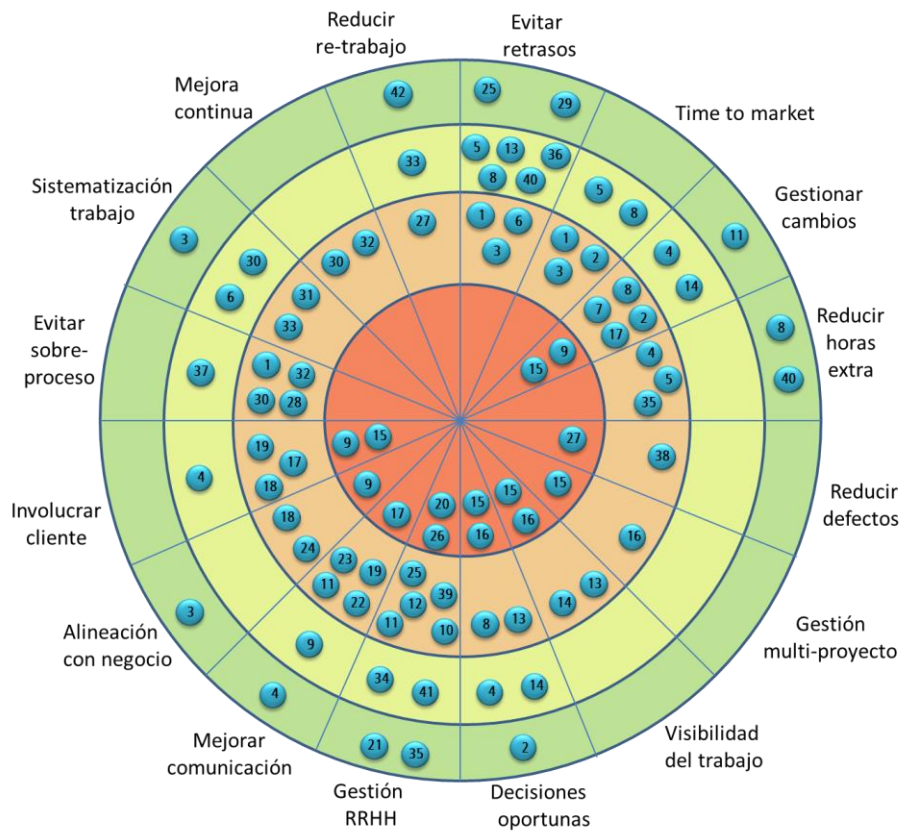 Reducir
re-trabajo
Evitar
retrasos
Mejora
continua
Time to market
Sistematización
trabajo
Gestionar
cambios
Evitar
sobre-
proceso
Reducir
horas
extra
Involucrar
cliente
Reducir
defectos
Alineación
con negocio
Gestión
multi-proyecto
Mejorar
comunicación
Visibilidad
del trabajo
Gestión
RRHH
Decisiones
oportunas
42
25
29
33
5
13
36
8
40
5
8
11
3
30
6
27
32
30
1
6
3
1
2
3
4
14
8
7
2
17
8
40
31
33
37
1
32
30
28
9
15
4
5
35
19
17
18
4
9
15
27
38
15
16
18
24
9
17
3
23
19
11
22
9
4
20
26
25
39
12
11
10
34
41
21
35
15
16
8
13
4
14
2
15
16
13
14